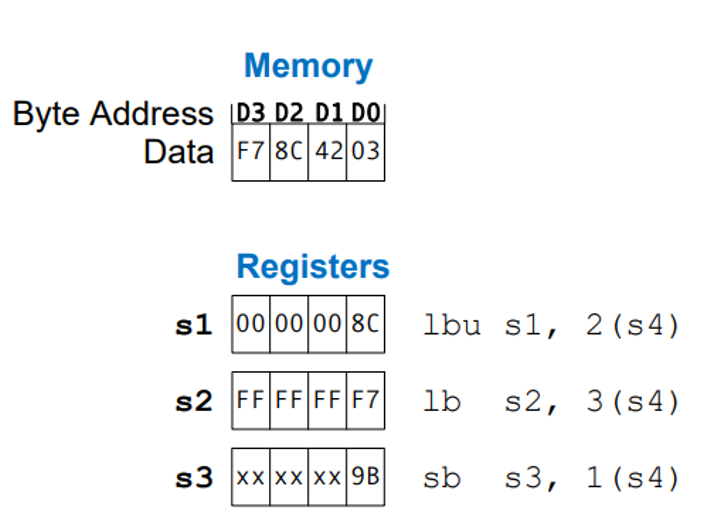 Memory
Byte Address D3 D2 D1 D0
Data F7 8C 42 03
Registers
s1 00 00 00 8C lbu s1, 2(s4)
s2 FF FF FF F7 lb s2, 3(s4)
s3 xx xx xx 9B sb s3, 1(s4)